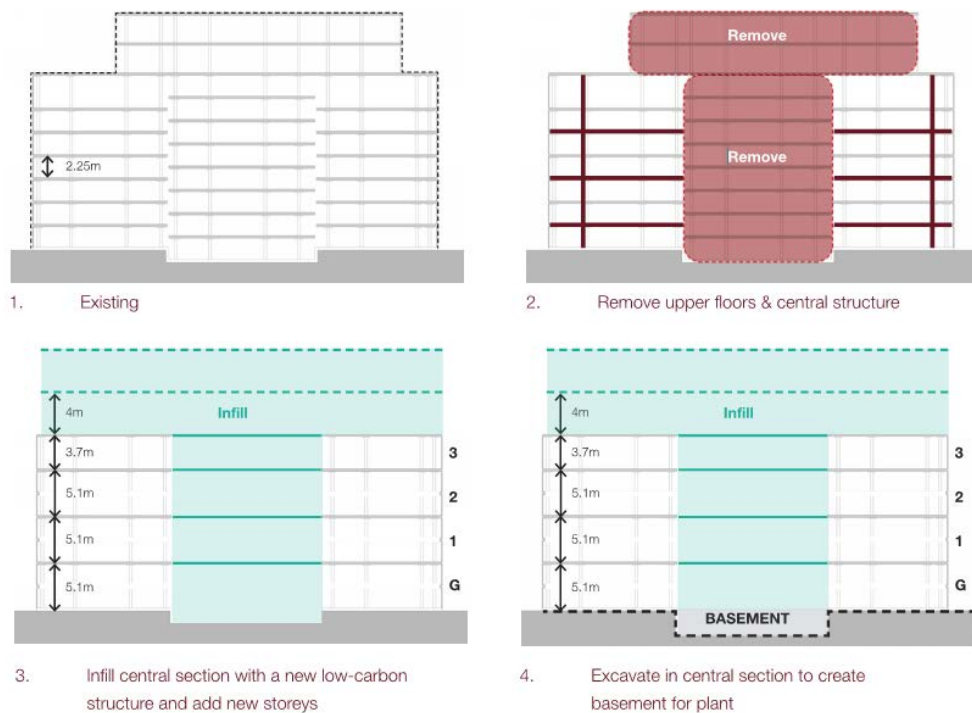 Remove
2.25m
Remove
1. Existing
2. Remove upper floors & central structure
4m
Infill
3.7m
3
5.1m
2
5.1m
1
5.1m
G
4m
Infill
3.7m
3
5.1m
2
5.1m
1
5.1m
G
BASEMENT
3. Infill central section with a new low-carbon
structure and add new storeys
4. Excavate in central section to create
basement for plant